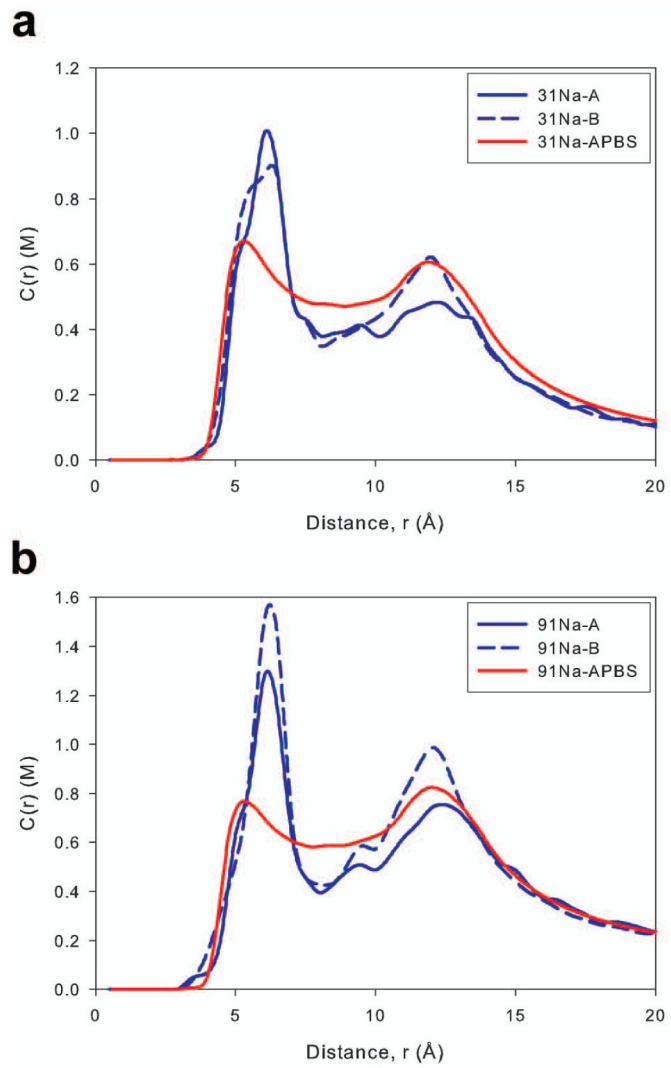 a
1.2
1.0
0.8
0.6
0.4
0.2
0.0
C(r) (M)
31Na-A
31Na-B
31Na-APBS
0 5 10 15 20
Distance, r (Å)
b
1.6
1.4
1.2
1.0
0.8
0.6
0.4
0.2
0.0
C(r) (M)
91Na-A
91Na-B
91Na-APBS
0 5 10 15 20
Distance, r (Å)